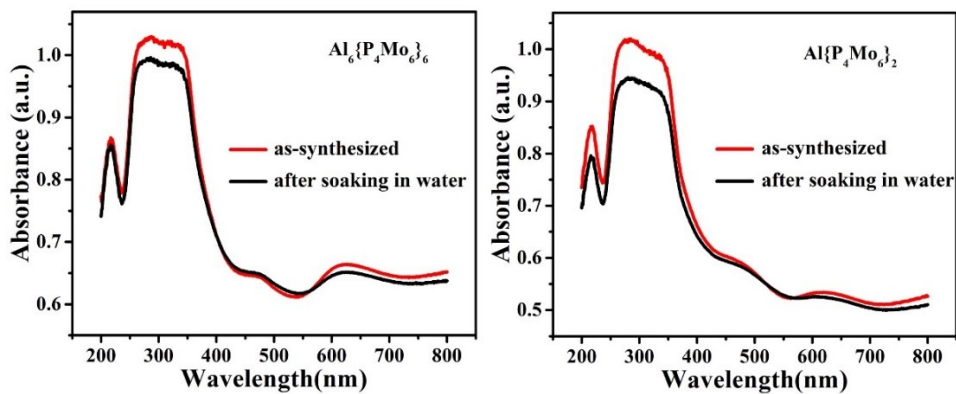 Absorbance (a.u.)
1.0
0.9
0.8
0.7
0.6
Al₆{P₄Mo₆}₆
as-synthesized
after soaking in water
200 300 400 500 600 700 800
Wavelength(nm)
Absorbance (a.u.)
1.0
0.9
0.8
0.7
0.6
0.5
Al{P₄Mo₆}₂
as-synthesized
after soaking in water
200 300 400 500 600 700 800
Wavelength(nm)